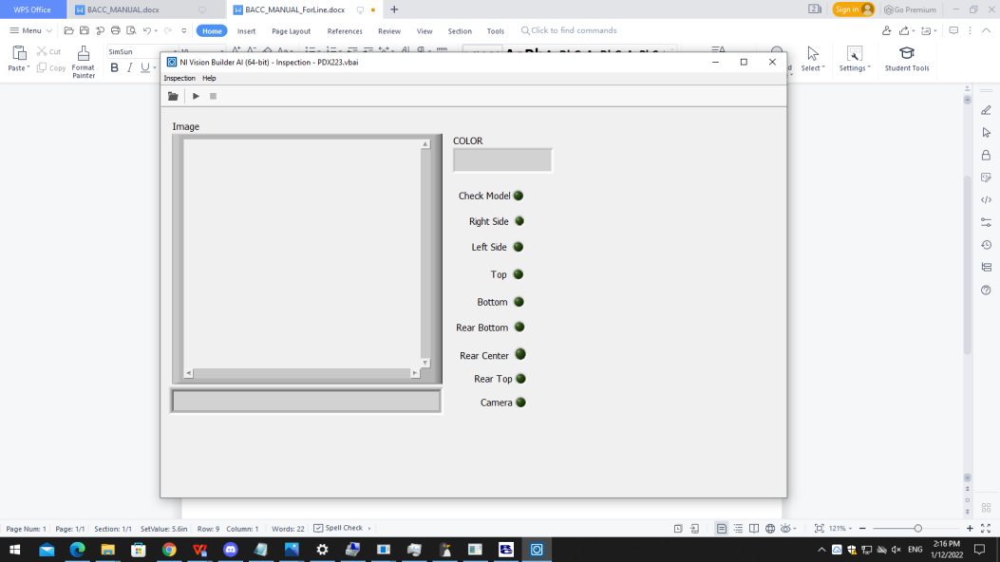 WPS Office
BACC_MANUAL.docx
BACC_MANUAL_ForLine.docx
Sign in
Go Premium
Menu
Home
Insert
Page Layout
References
Review
View
Section
Tools
Click to find commands
Paste
Cut
Copy
Format
Painter
SimSun
B I U
Select
Settings
Student Tools
NI Vision Builder AI (64-bit) - Inspection - PDX223.vbai
Inspection Help
Image
COLOR
Check Model
Right Side
Left Side
Top
Bottom
Rear Bottom
Rear Center
Rear Top
Camera
Page Num: 1 Page: 1/1 Section: 1/1 SetValue: 5.6in Row: 9 Column: 1 Words: 22 Spell Check 121%
ENG
2:16 PM
1/12/2022